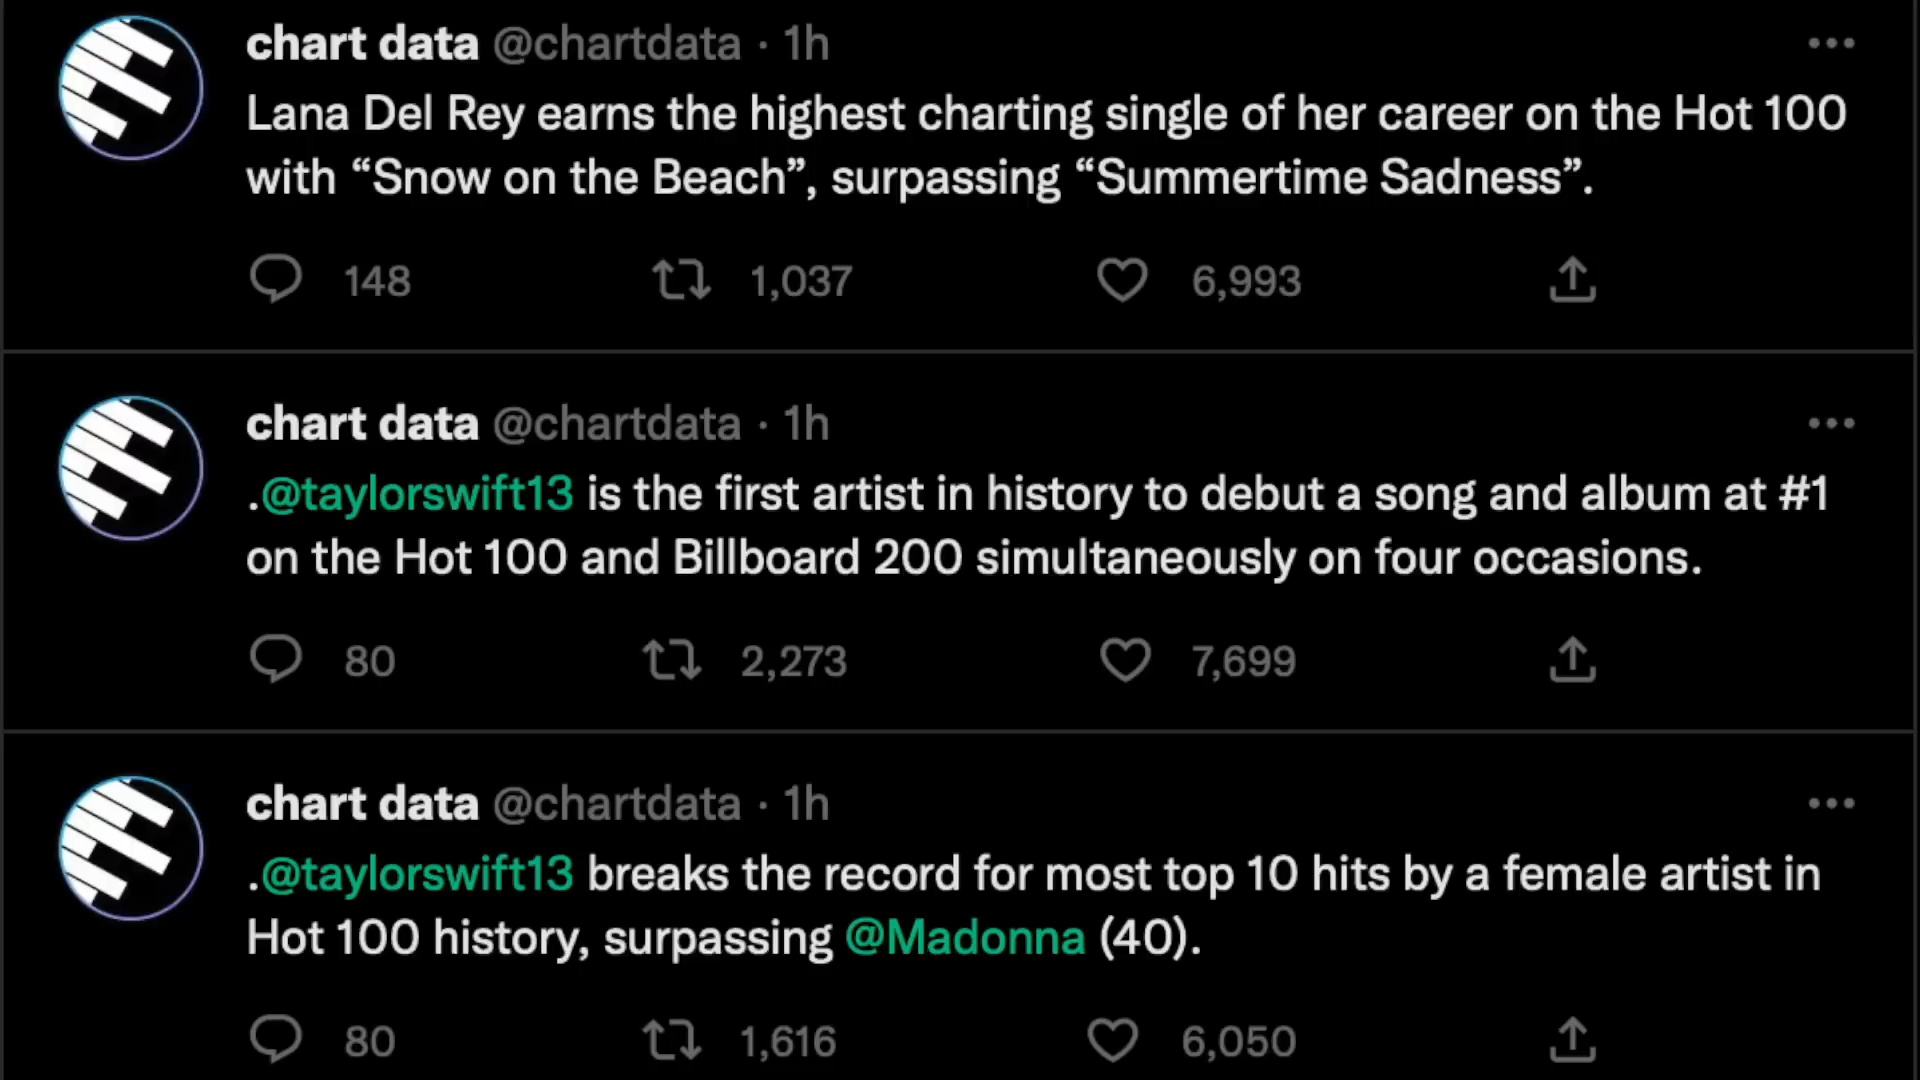 chart data @chartdata · 1h
Lana Del Rey earns the highest charting single of her career on the Hot 100
with “Snow on the Beach”, surpassing “Summertime Sadness”.
148 1,037 6,993
chart data @chartdata · 1h
.@taylorswift13 is the first artist in history to debut a song and album at #1
on the Hot 100 and Billboard 200 simultaneously on four occasions.
80 2,273 7,699
chart data @chartdata · 1h
.@taylorswift13 breaks the record for most top 10 hits by a female artist in
Hot 100 history, surpassing @Madonna (40).
80 1,616 6,050